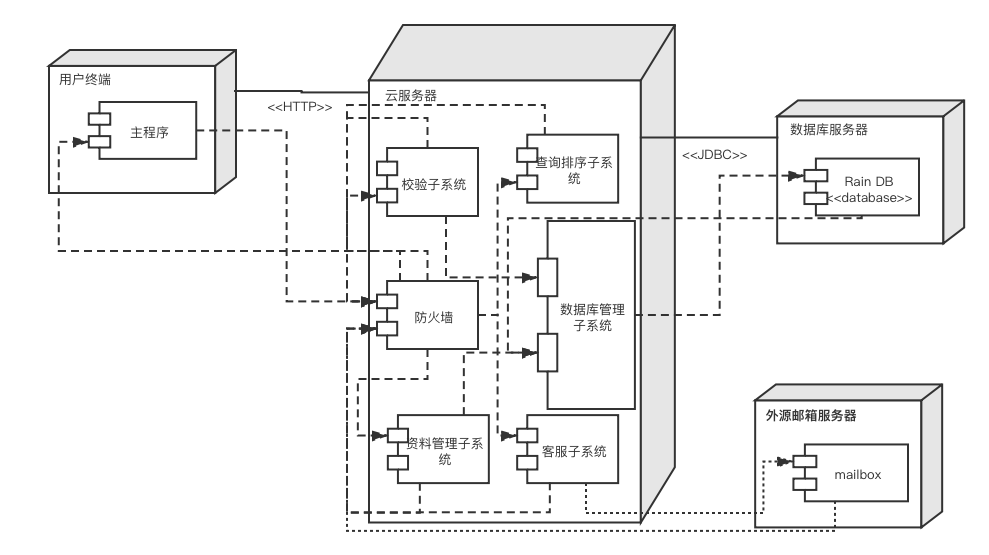 用户终端
主程序
<<HTTP>>
云服务器
校验子系统
查询排序子系
统
防火墙
数据库管理
子系统
资料管理子系
统
客服子系统
<<JDBC>>
数据库服务器
Rain DB
<<database>>
外源邮箱服务器
mailbox